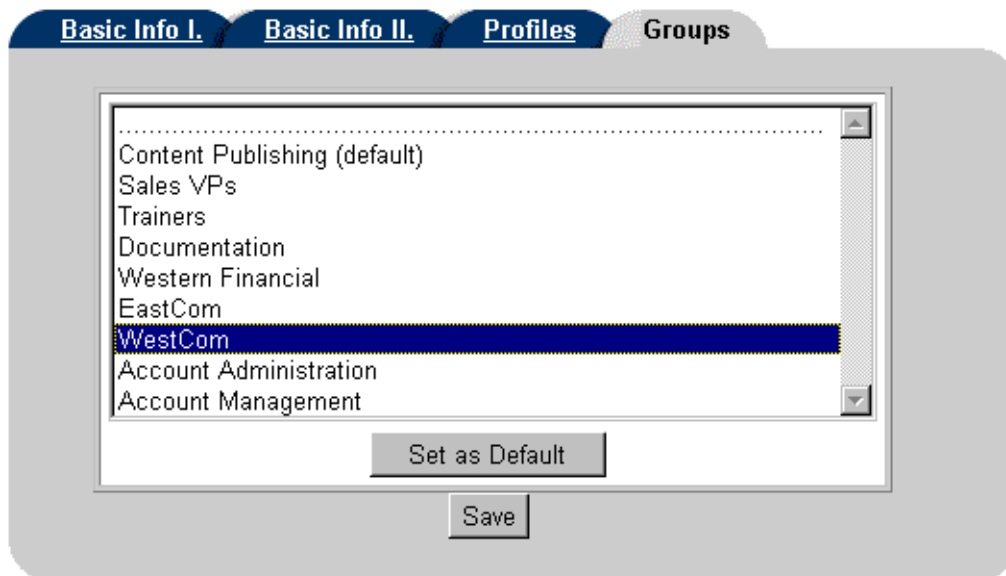 Basic Info I. Basic Info II. Profiles Groups
................................................................................................
Content Publishing (default)
Sales VPs
Trainers
Documentation
Western Financial
EastCom
WestCom
Account Administration
Account Management
Set as Default
Save